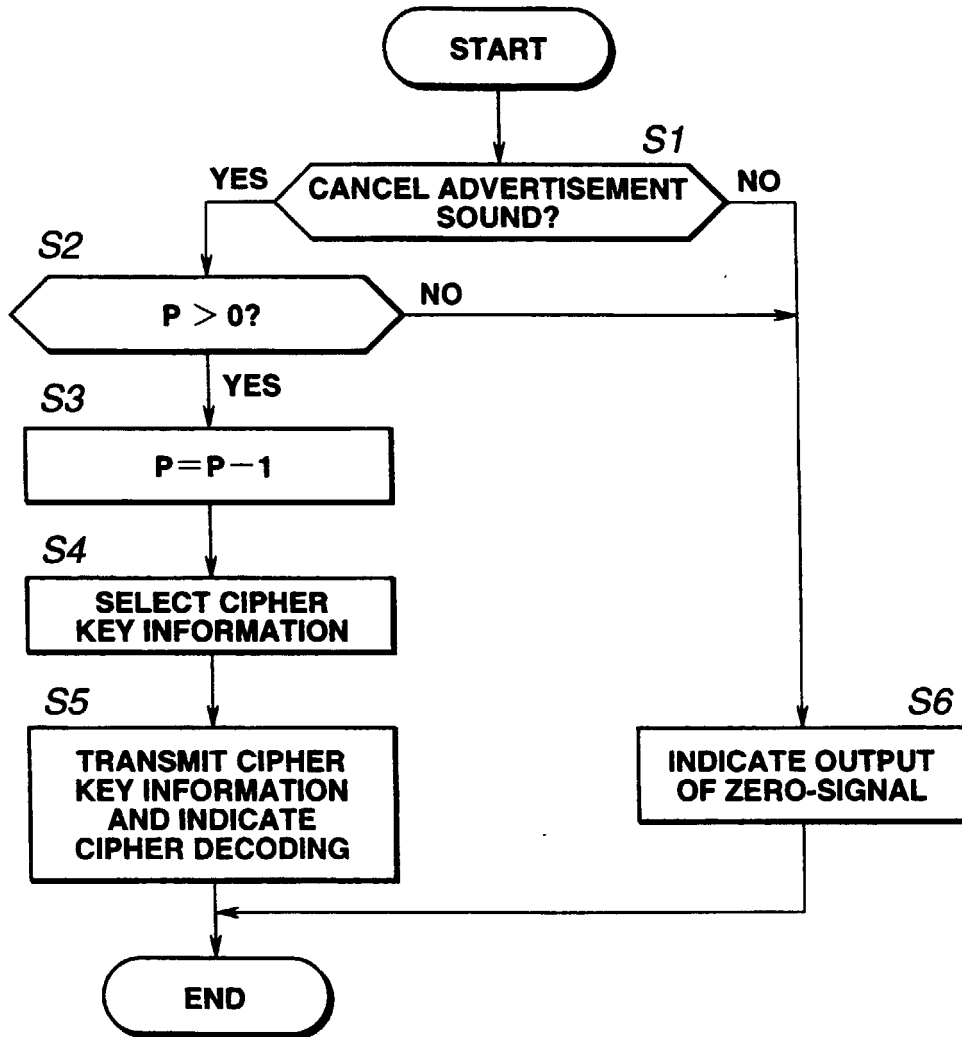 START
S1
YES
CANCEL ADVERTISEMENT
SOUND?
NO
S2
P > 0?
NO
YES
S3
P=P−1
S4
SELECT CIPHER
KEY INFORMATION
S5
TRANSMIT CIPHER
KEY INFORMATION
AND INDICATE
CIPHER DECODING
S6
INDICATE OUTPUT
OF ZERO-SIGNAL
END